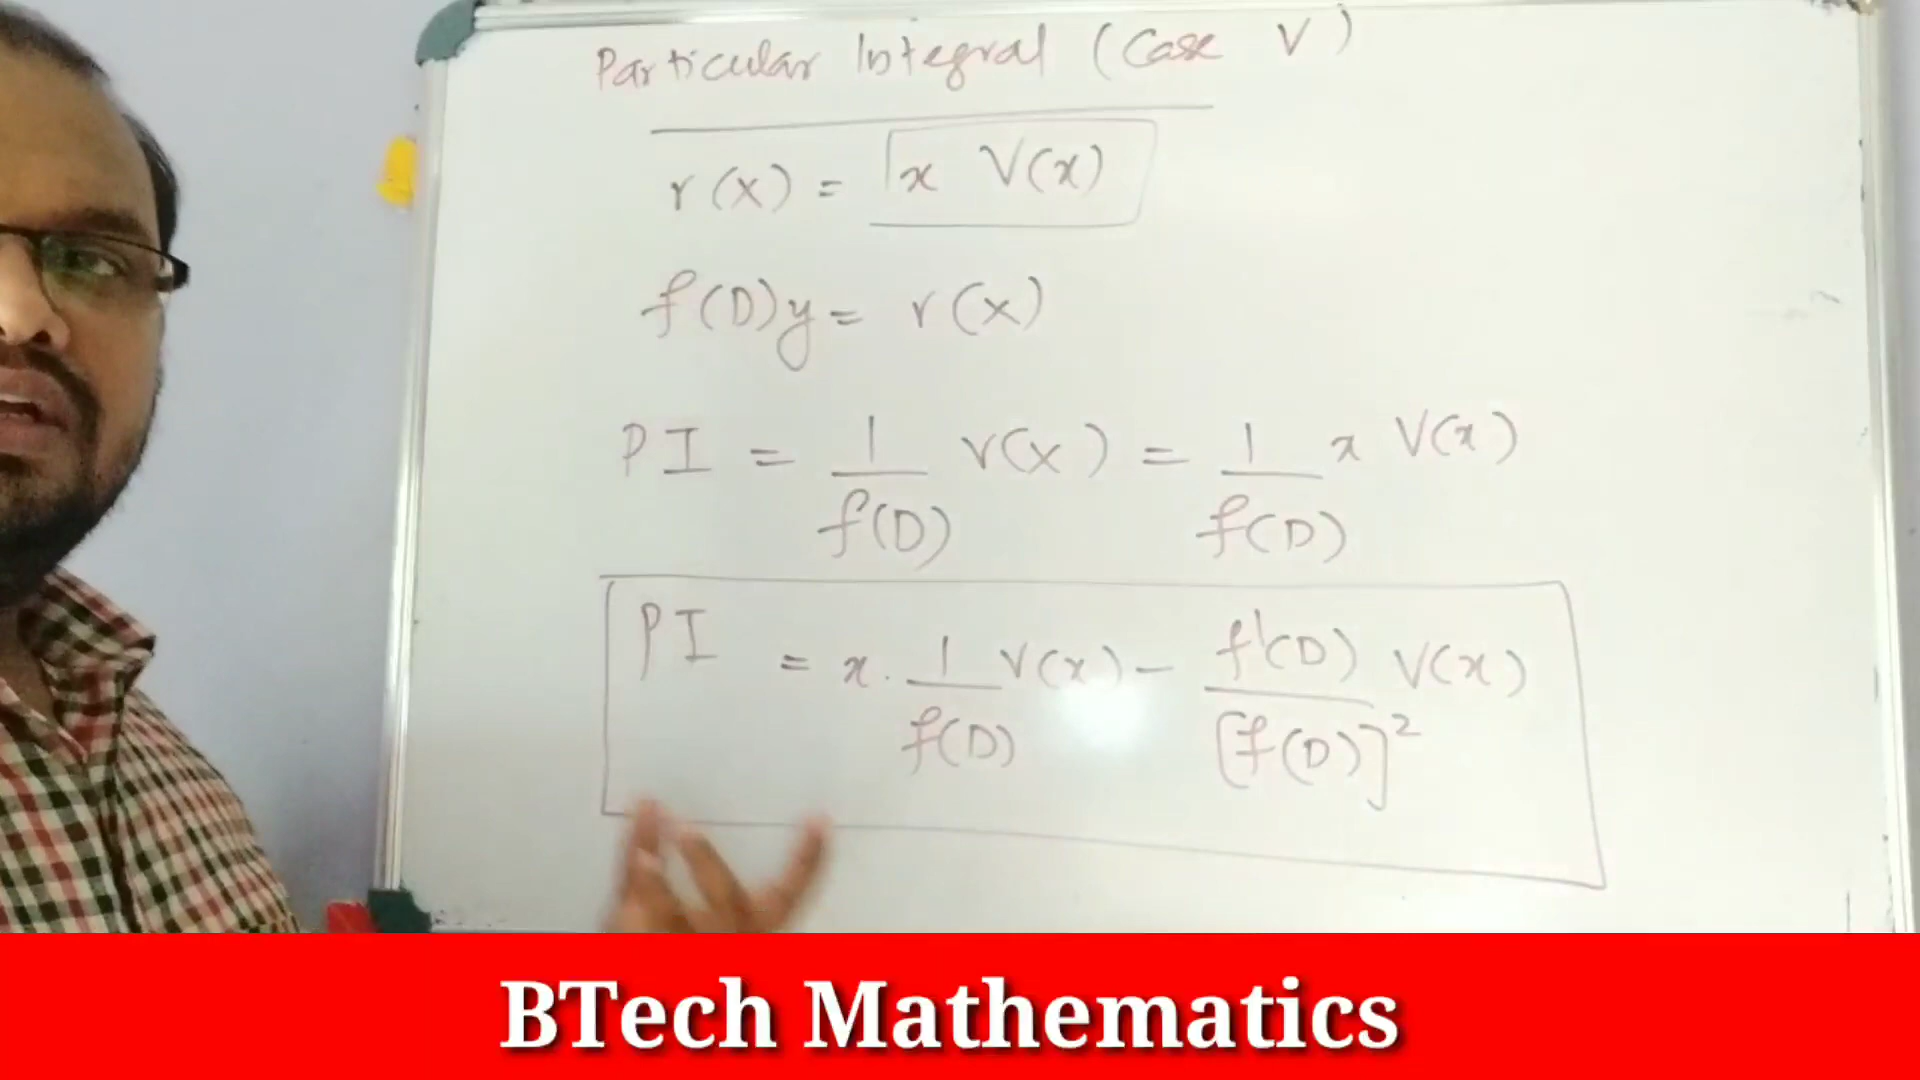 Particular Integral (Case V)
r(x) = x V(x)
f(D)y = r(x)
PI = 1/f(D) r(x) = 1/f(D) x V(x)
PI = x. 1/f(D) V(x) - f'(D)/[f(D)]² V(x)
BTech Mathematics